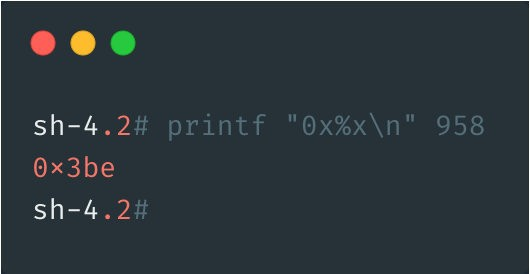 sh-4.2# printf "0x%x\n" 958
0x3be
sh-4.2#